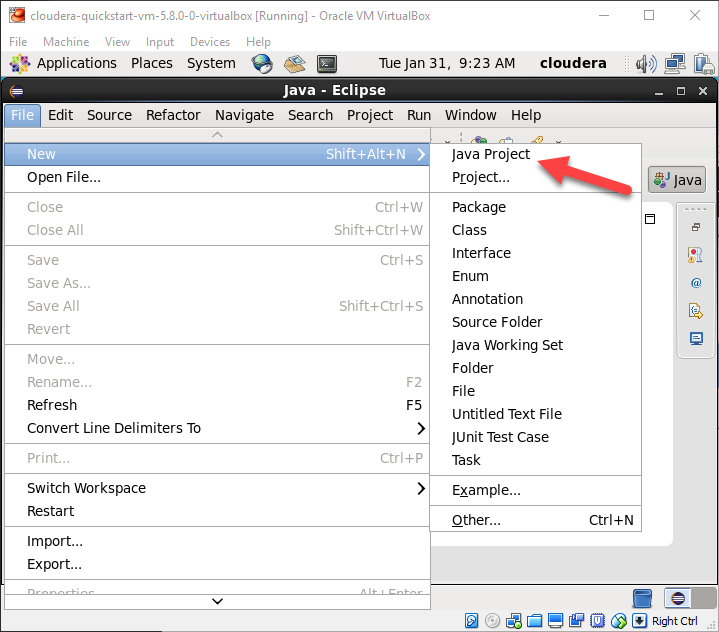 cloudera-quickstart-vm-5.8.0-0-virtualbox [Running] - Oracle VM VirtualBox
File Machine View Input Devices Help
Applications Places System Tue Jan 31, 9:23 AM cloudera
Java - Eclipse
File Edit Source Refactor Navigate Search Project Run Window Help
New Shift+Alt+N
Open File...
Close Ctrl+W
Close All Shift+Ctrl+W
Save Ctrl+S
Save As...
Save All Shift+Ctrl+S
Revert
Move...
Rename... F2
Refresh F5
Convert Line Delimiters To
Print... Ctrl+P
Switch Workspace
Restart
Import...
Export...
Properties Alt+Enter
Java Project
Project...
Package
Class
Interface
Enum
Annotation
Source Folder
Java Working Set
Folder
File
Untitled Text File
JUnit Test Case
Task
Example...
Other... Ctrl+N
Java
@
Right Ctrl